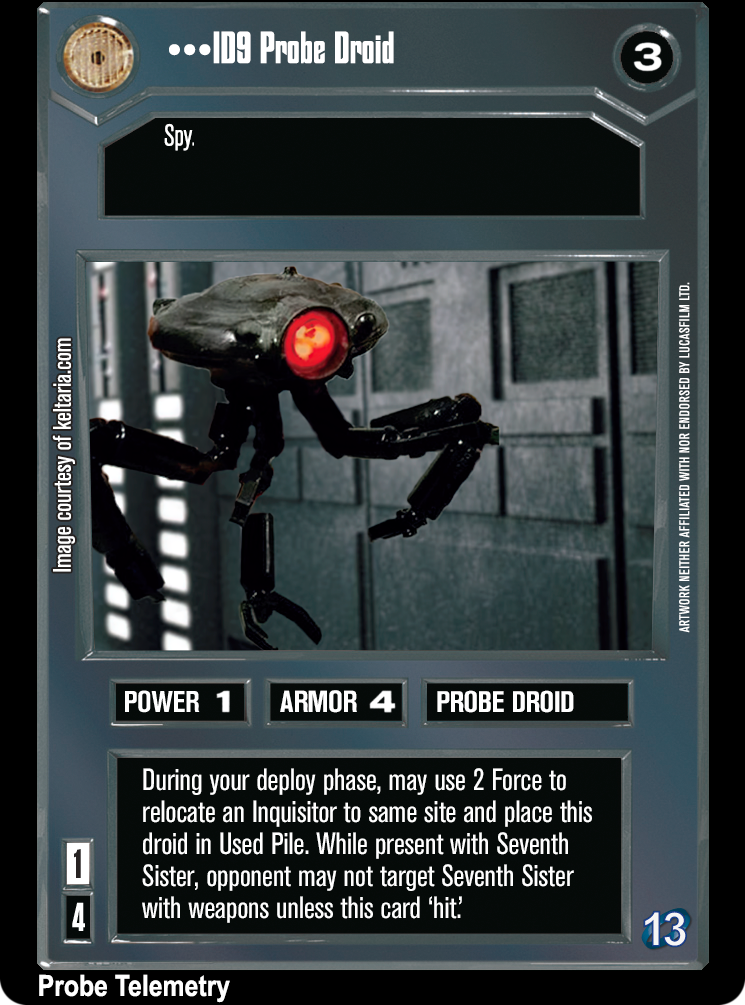 •••ID9 Probe Droid
3
Spy.
Image courtesy of keltaria.com
ARTWORK NEITHER AFFILIATED WITH NOR ENDORSED BY LUCASFILM LTD.
POWER 1
ARMOR 4
PROBE DROID
During your deploy phase, may use 2 Force to
relocate an Inquisitor to same site and place this
droid in Used Pile. While present with Seventh
Sister, opponent may not target Seventh Sister
with weapons unless this card ‘hit.’
1
4
13
Probe Telemetry